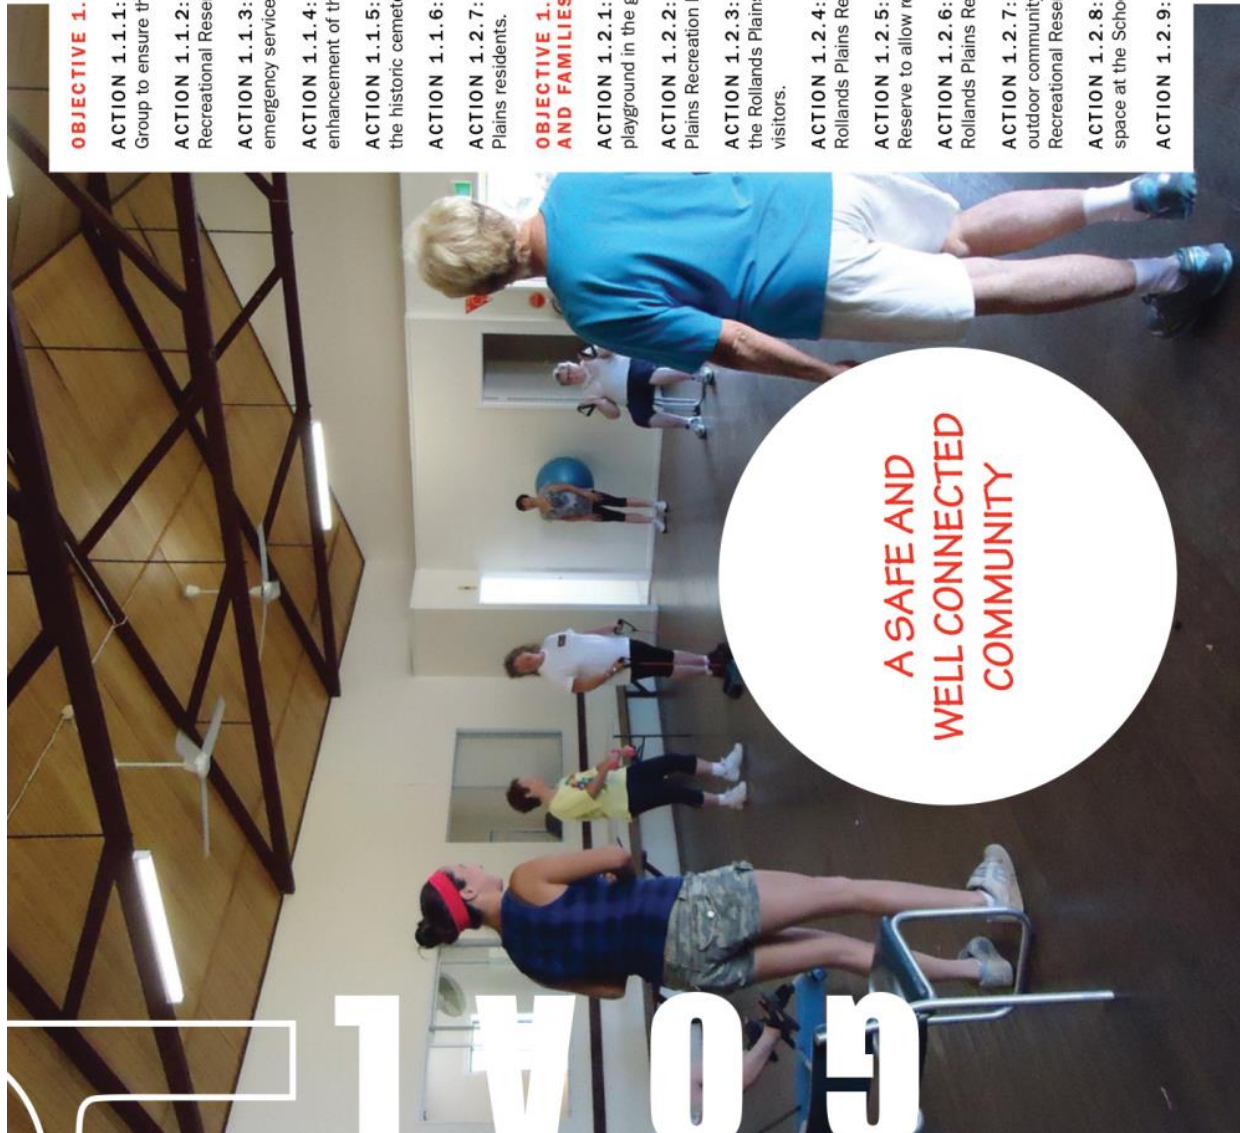 GOAL
A SAFE AND
WELL CONNECTED
COMMUNITY
OBJECTIVE 1.
ACTION 1.1.1:
Group to ensure th
ACTION 1.1.2:
Recreational Reser
ACTION 1.1.3:
emergency service
ACTION 1.1.4:
enhancement of th
ACTION 1.1.5:
the historic cemete
ACTION 1.1.6:
ACTION 1.2.7:
Plains residents.
OBJECTIVE 1.
AND FAMILIES
ACTION 1.2.1:
playground in the g
ACTION 1.2.2:
Plains Recreation
ACTION 1.2.3:
the Rollands Plains
visitors.
ACTION 1.2.4:
Rollands Plains Re
ACTION 1.2.5:
Reserve to allow r
ACTION 1.2.6:
Rollands Plains Re
ACTION 1.2.7:
outdoor community
Recreational Reser
ACTION 1.2.8:
space at the Schoo
ACTION 1.2.9: